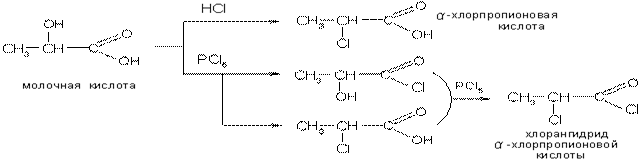 HCl
CH₃ CH C O OH Cl
α-хлорпропионовая
кислота
OH
CH₃ CH C O OH
молочная кислота
PCl₅
CH₃ CH C O Cl OH
CH₃ CH C O OH Cl
PCl₅
CH₃ CH C O Cl Cl
хлорангидрид
α-хлорпропионовой
кислоты